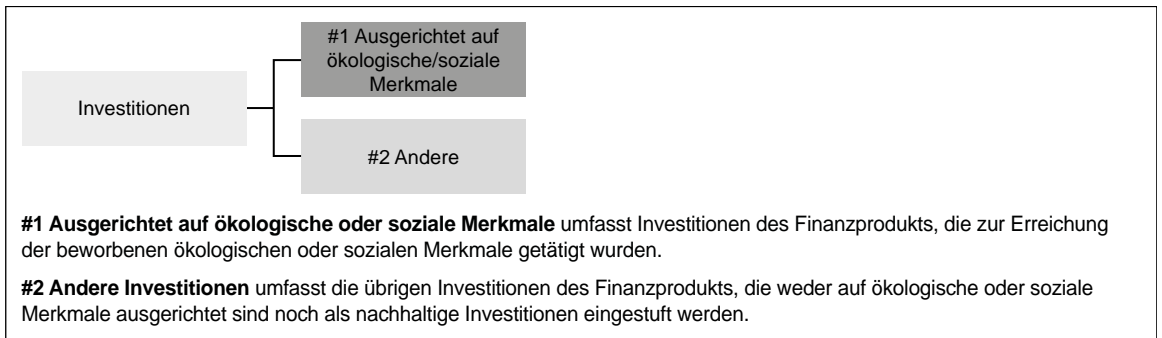 #1 Ausgerichtet auf
ökologische/soziale
Merkmale
Investitionen
#2 Andere
#1 Ausgerichtet auf ökologische oder soziale Merkmale umfasst Investitionen des Finanzprodukts, die zur Erreichung
der beworbenen ökologischen oder sozialen Merkmale getätigt wurden.
#2 Andere Investitionen umfasst die übrigen Investitionen des Finanzprodukts, die weder auf ökologische oder soziale
Merkmale ausgerichtet sind noch als nachhaltige Investitionen eingestuft werden.